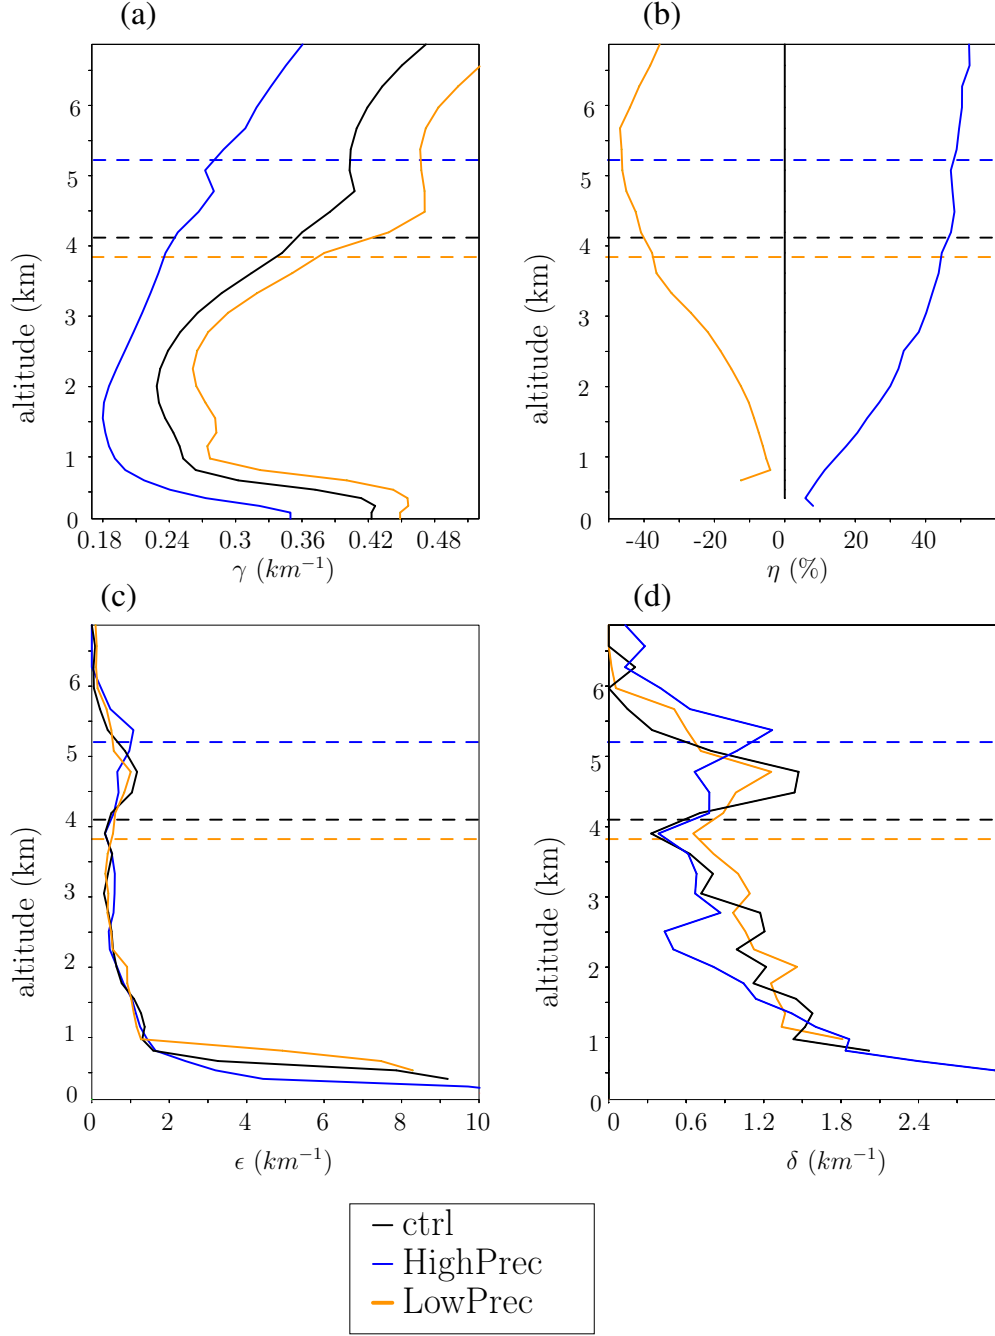 (a)
(b)
6
5
4
3
2
1
0
altitude (km)
0.18 0.24 0.3 0.36 0.42 0.48
γ (km⁻¹)
6
5
4
3
2
1
0
altitude (km)
-40 -20 0 20 40
η (%)
(c)
(d)
6
5
4
3
2
1
0
altitude (km)
0 2 4 6 8 10
ϵ (km⁻¹)
6
5
4
3
2
1
0
altitude (km)
0 0.6 1.2 1.8 2.4
δ (km⁻¹)
ctrl
HighPrec
LowPrec